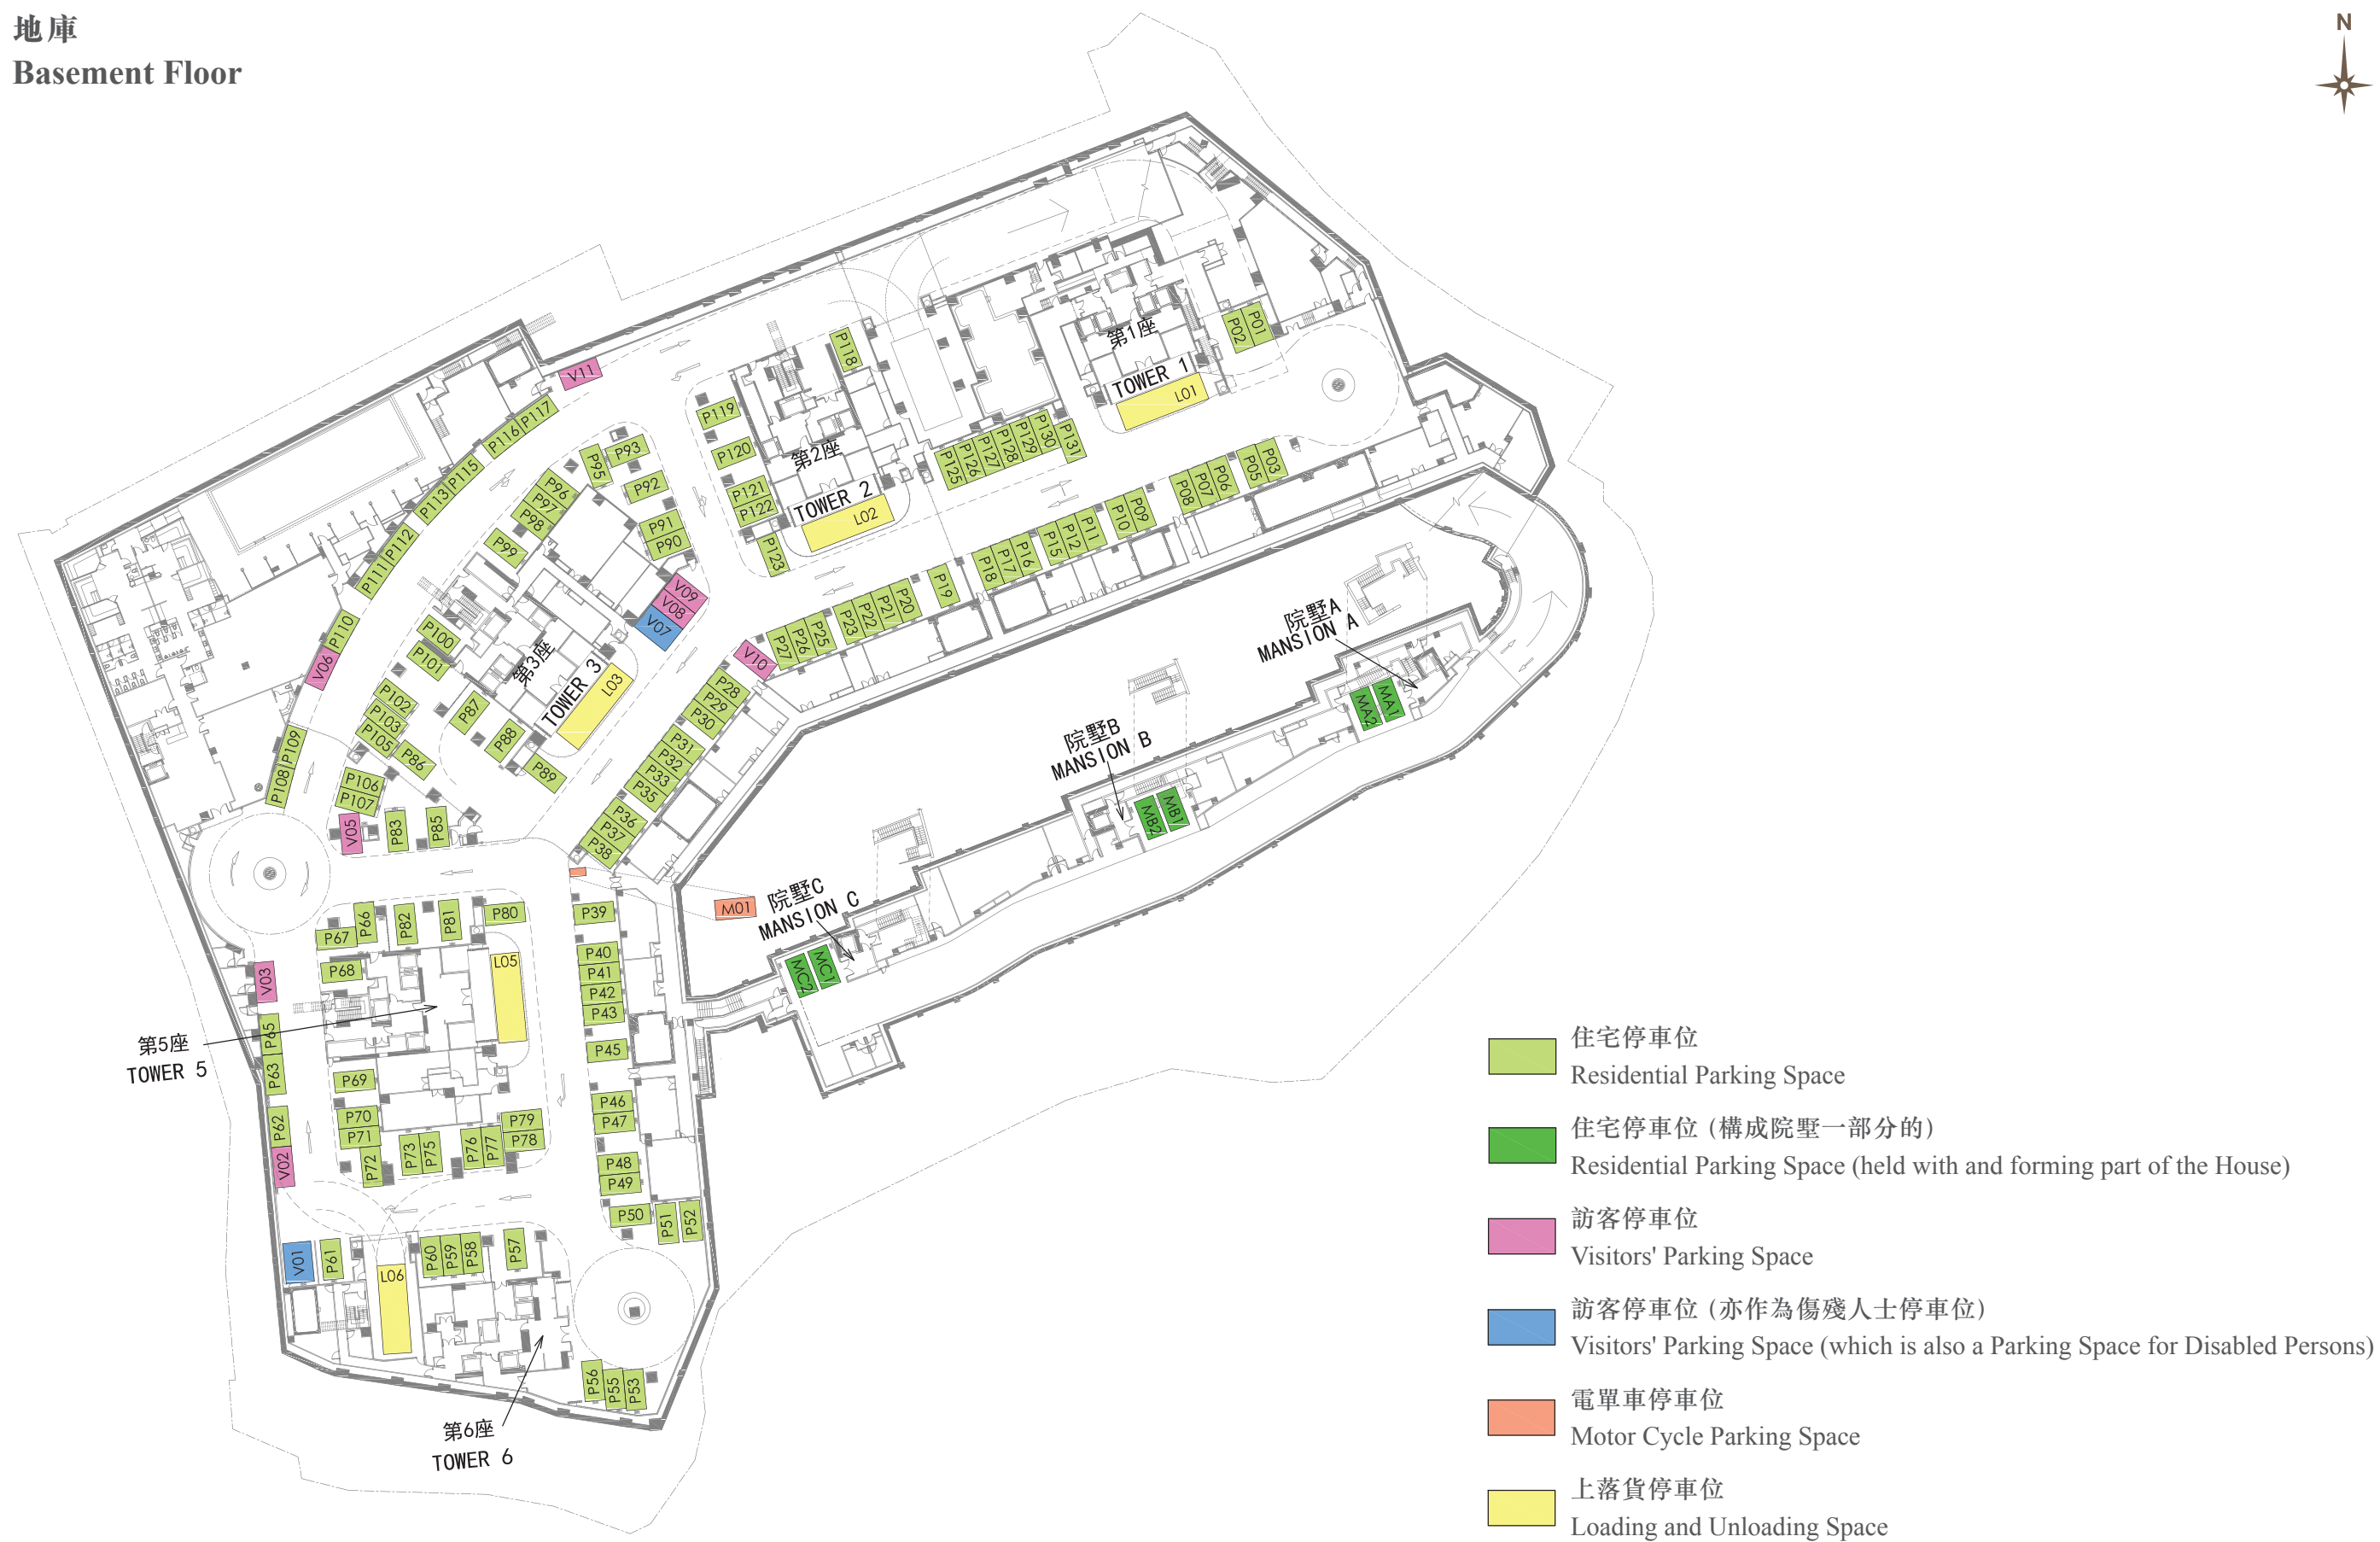 地庫
Basement Floor
N
V11
P117
P116
P115
P113
P112
P111
P110
V06
P109
P108
P118
P119
P120
P121
P122
P123
第2座
TOWER 2
L02
第1座
TOWER 1
L01
P01
P02
P125
P126
P127
P128
P129
P130
P131
P03
P05
P06
P07
P08
P09
P10
P11
P12
P15
P16
P17
P18
P19
P20
P21
P22
P23
P25
P26
P27
V10
P93
P95
P92
P91
P90
P96
P97
P98
P99
V09
V08
V07
P100
P101
P102
P103
P105
P106
P107
第3座
TOWER 3
L03
P87
P88
P89
P86
V05
P83
P85
P28
P29
P30
P31
P32
P33
P35
P36
P37
P38
院墅A
MANSION A
MA1
MA2
院墅B
MANSION B
MB1
MB2
院墅C
MANSION C
MC1
MC2
M01
P39
P40
P41
P42
P43
P45
P46
P47
P48
P49
P50
P51
P52
P66
P67
P82
P81
P80
P68
L05
V03
P65
P63
P62
V02
第5座
TOWER 5
P69
P70
P71
P72
P73
P75
P76
P77
P79
P78
V01
P61
L06
P60
P59
P58
P57
P56
P55
P53
第6座
TOWER 6
住宅停車位
Residential Parking Space
住宅停車位 (構成院墅一部分的)
Residential Parking Space (held with and forming part of the House)
訪客停車位
Visitors' Parking Space
訪客停車位 (亦作為傷殘人士停車位)
Visitors' Parking Space (which is also a Parking Space for Disabled Persons)
電單車停車位
Motor Cycle Parking Space
上落貨停車位
Loading and Unloading Space